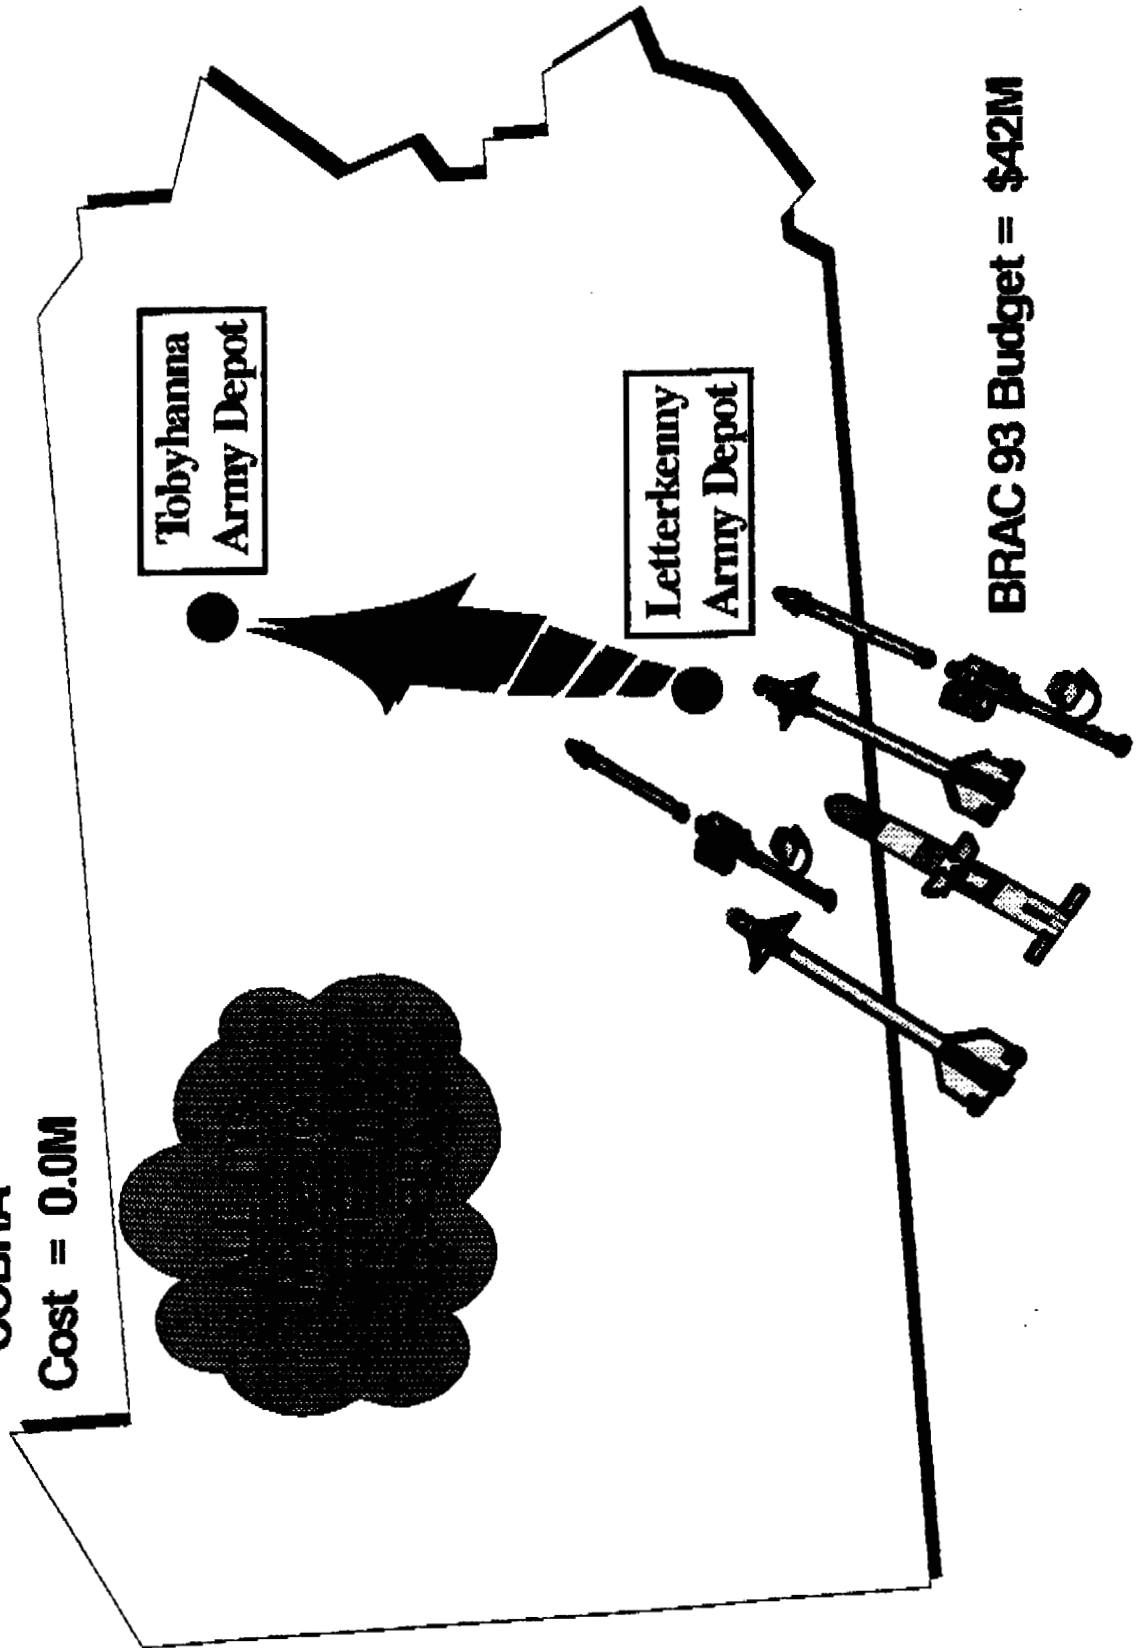 Cost = 0.0M
Tobyhanna
Army Depot
Letterkenny
Army Depot
BRAC 93 Budget = $42M